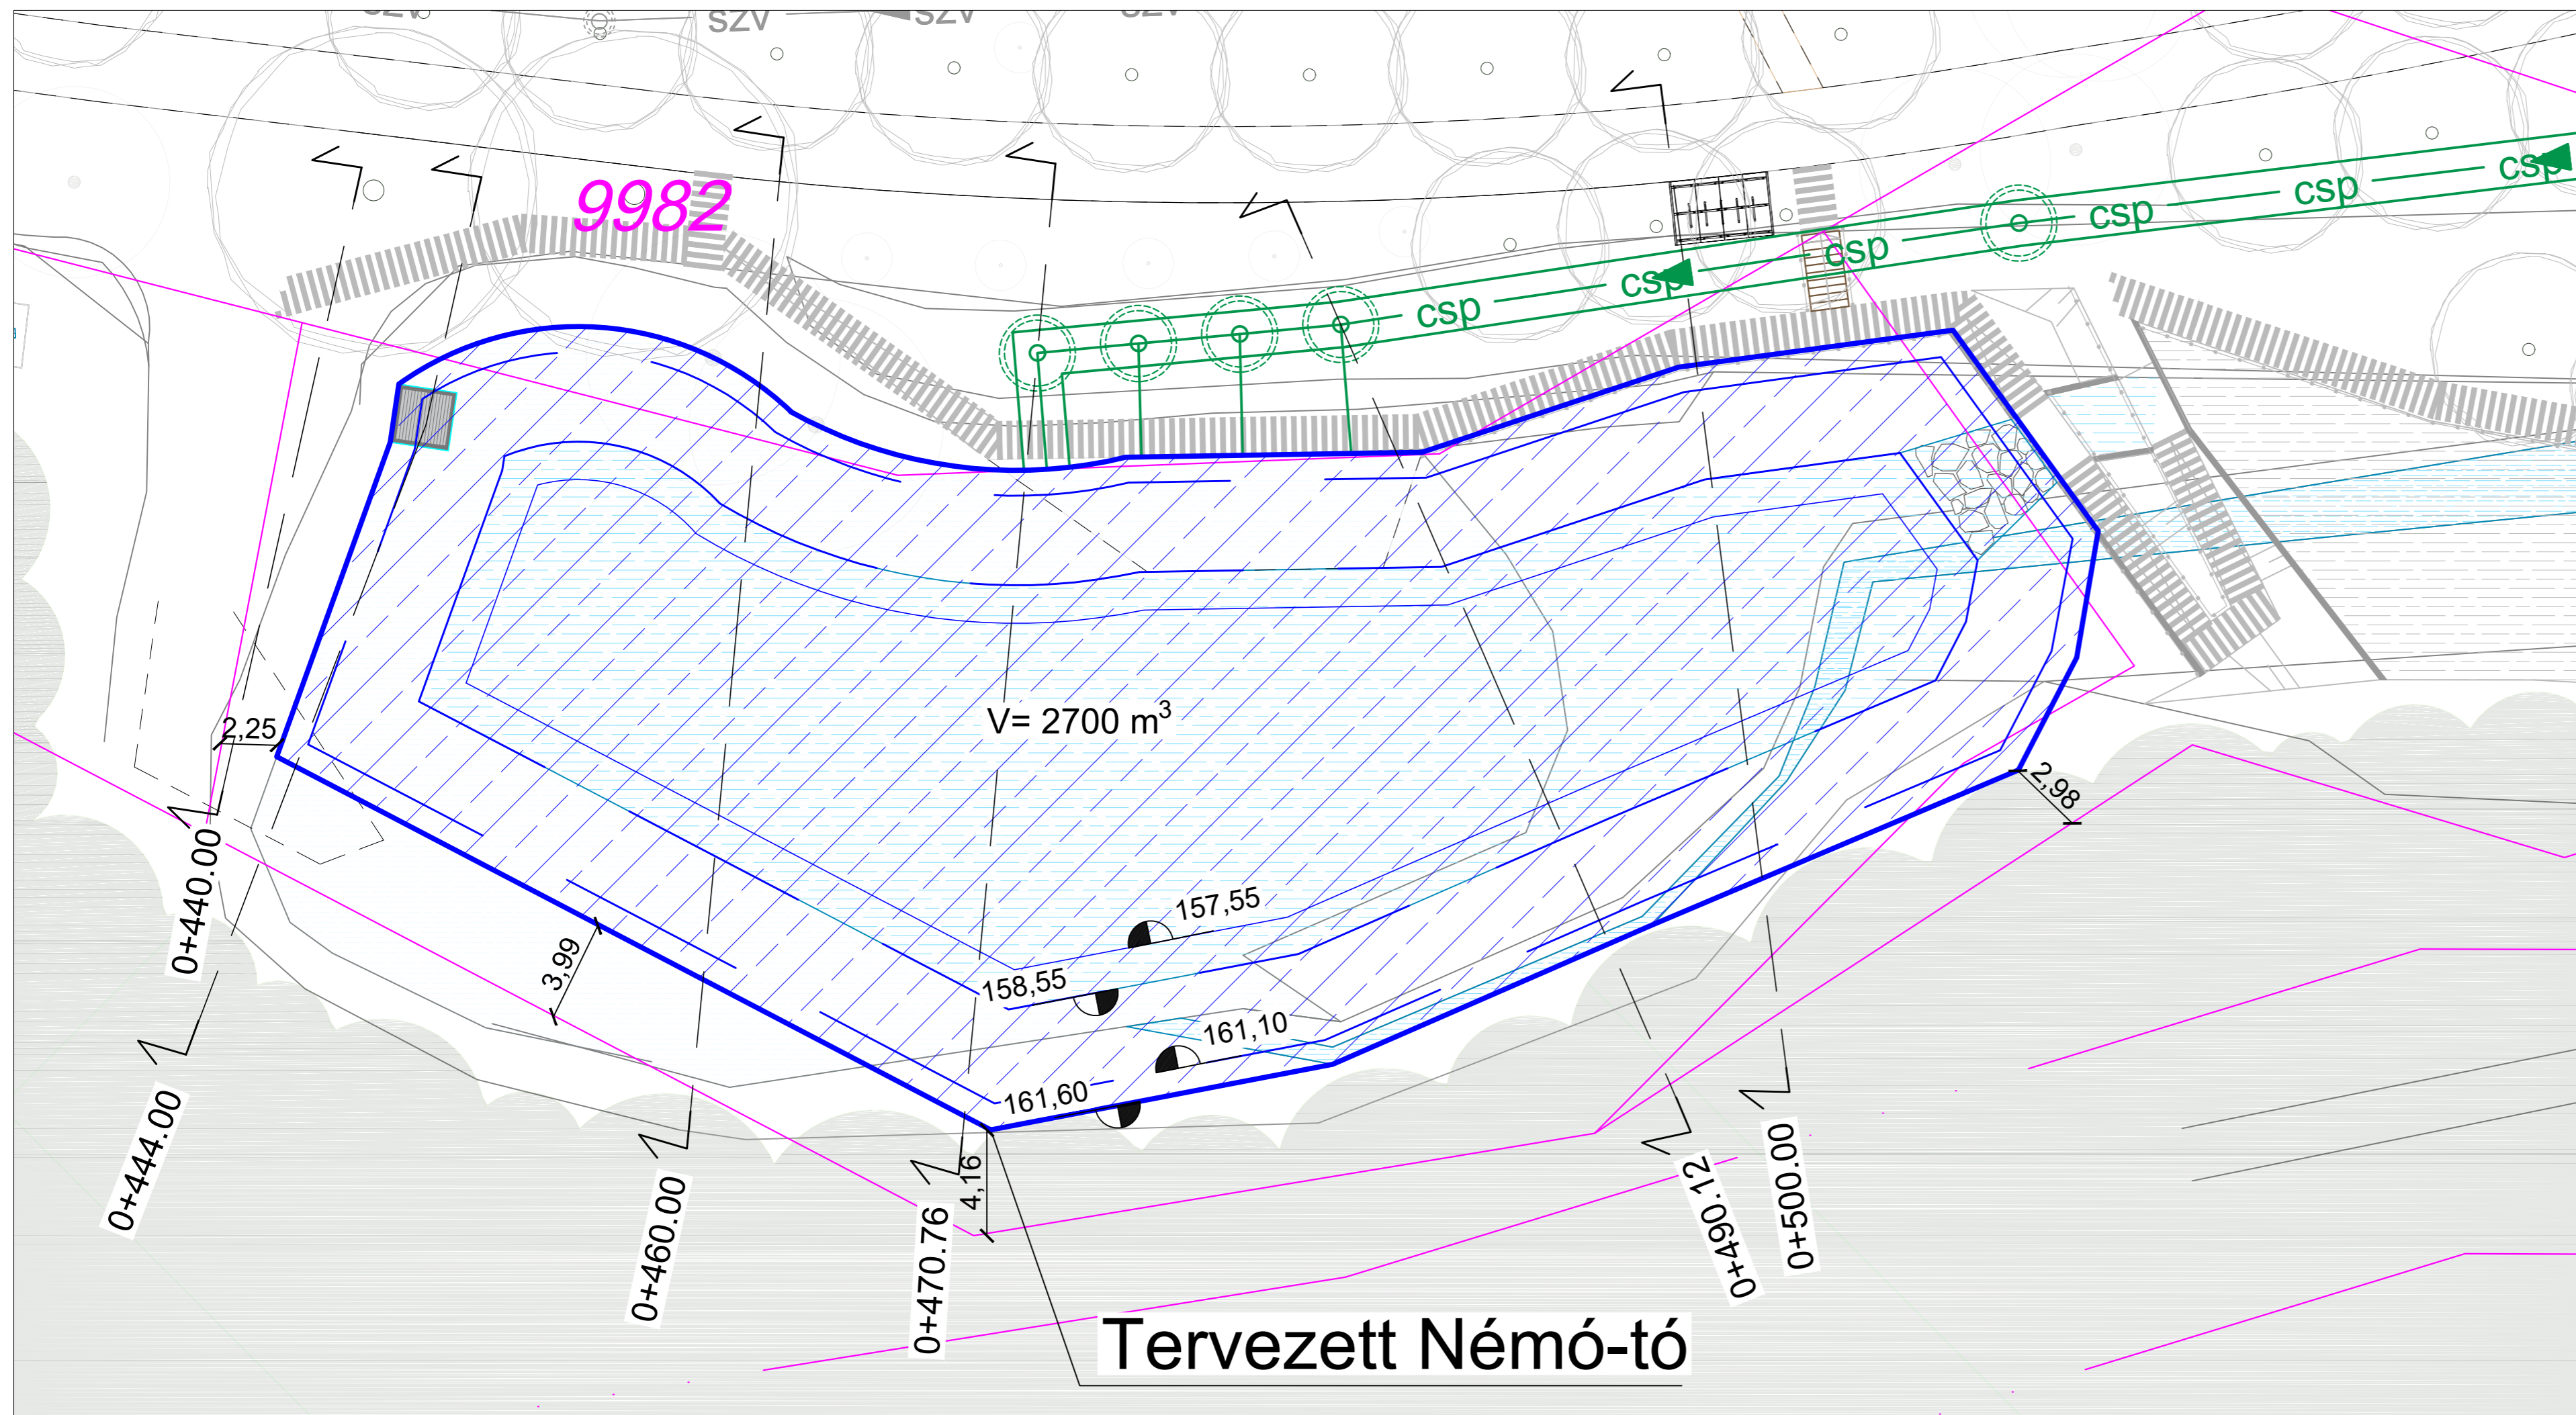 szv
szv
szv
szv
9982
csp
csp
csp
csp
csp
csp
2,25
V= 2700 m³
2,98
0+440.00
3,99
157,55
158,55
161,10
161,60
0+444.00
0+460.00
0+470.76
4,16
0+490.12
0+500.00
Tervezett Némó-tó